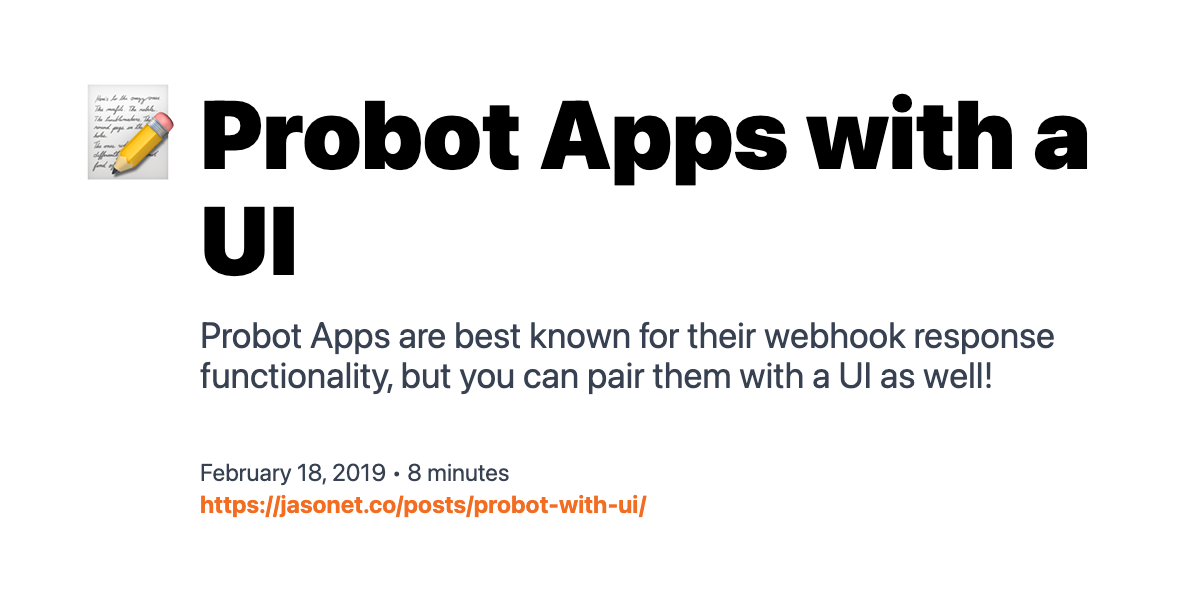 Probot Apps with a
UI
Probot Apps are best known for their webhook response
functionality, but you can pair them with a UI as well!
February 18, 2019 • 8 minutes
https://jasonet.co/posts/probot-with-ui/